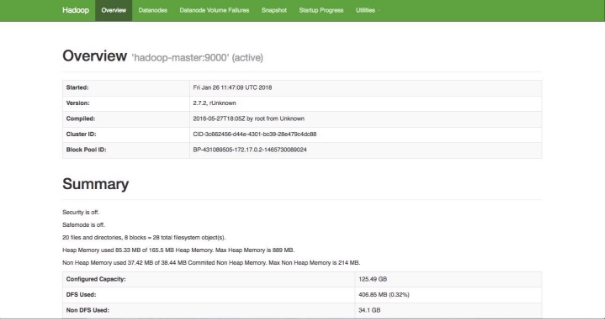 Hadoop Overview Datanodes Datanode Volume Failures Snapshot Startup Progress Utilities
Overview 'hadoop-master:9000' (active)
Started: Fri Jan 26 11:47:09 UTC 2018
Version: 2.7.2, rUnknown
Compiled: 2016-05-27T18:05Z by root from Unknown
Cluster ID: CID-3c662456-d44e-4301-bc39-28e479c4dc98
Block Pool ID: BP-431089505-172.17.0.2-1465730089024
Summary
Security is off.
Safemode is off.
20 files and directories, 8 blocks = 28 total filesystem object(s).
Heap Memory used 85.33 MB of 165.5 MB Heap Memory. Max Heap Memory is 889 MB.
Non Heap Memory used 37.42 MB of 38.44 MB Commited Non Heap Memory. Max Non Heap Memory is 214 MB.
Configured Capacity: 125.49 GB
DFS Used: 406.85 MB (0.32%)
Non DFS Used: 34.1 GB